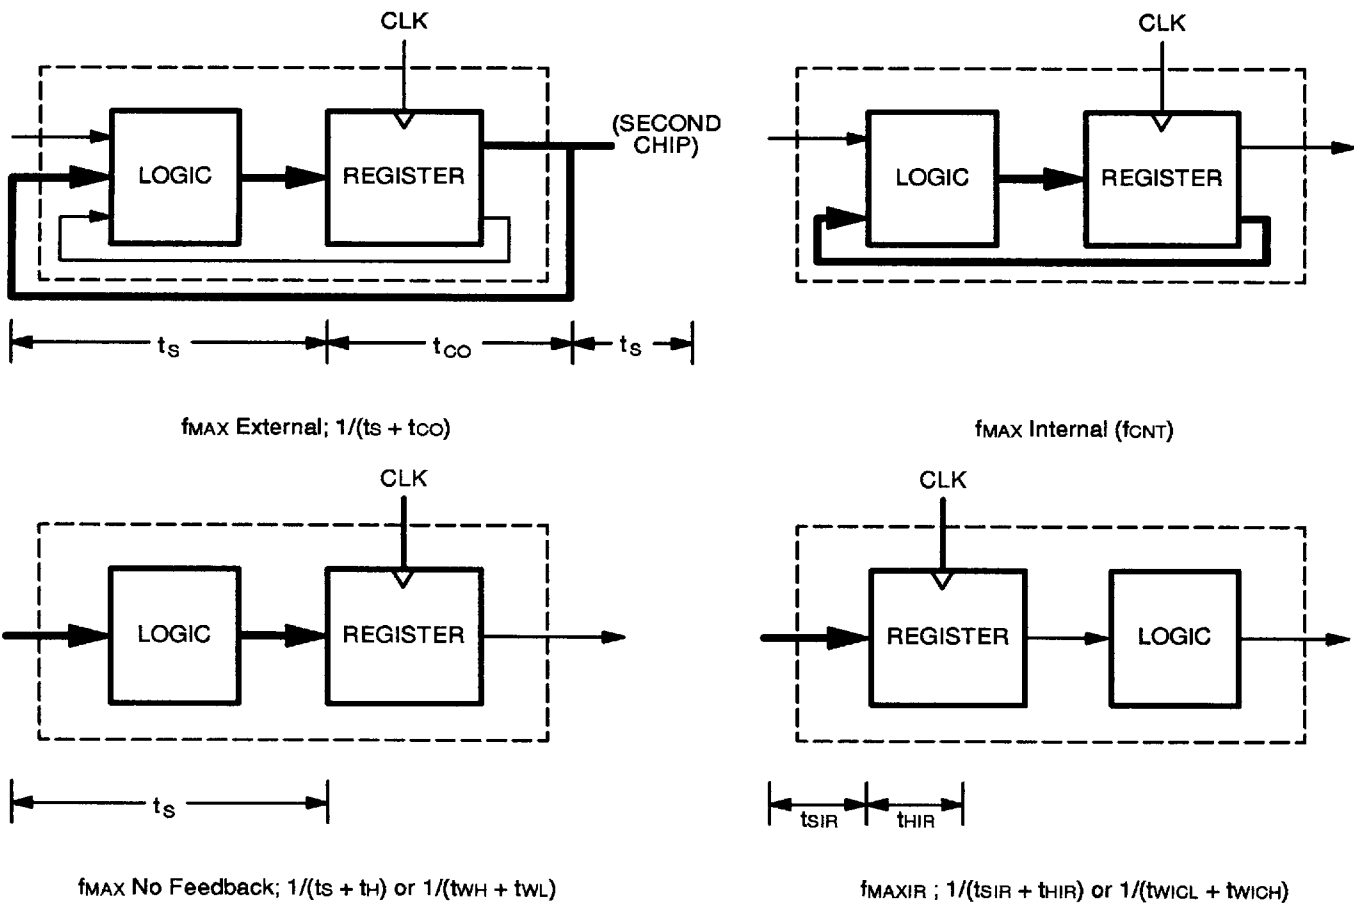 CLK
LOGIC
REGISTER
(SECOND
CHIP)
tS
tCO
tS
fMAX External; 1/(tS + tCO)
CLK
LOGIC
REGISTER
fMAX Internal (fCNT)
CLK
LOGIC
REGISTER
tS
fMAX No Feedback; 1/(tS + tH) or 1/(tWH + tWL)
CLK
REGISTER
LOGIC
tSIR
tHIR
fMAXIR ; 1/(tSIR + tHIR) or 1/(tWICL + tWICH)